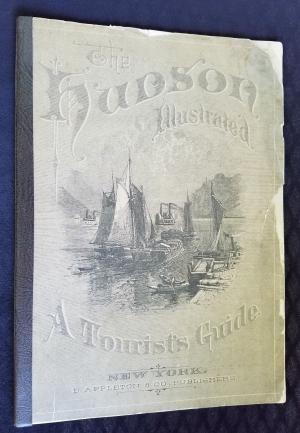 The
Hudson
Illustrated
A Tourist's Guide
NEW YORK.
D. APPLETON & CO. PUBLISHERS.